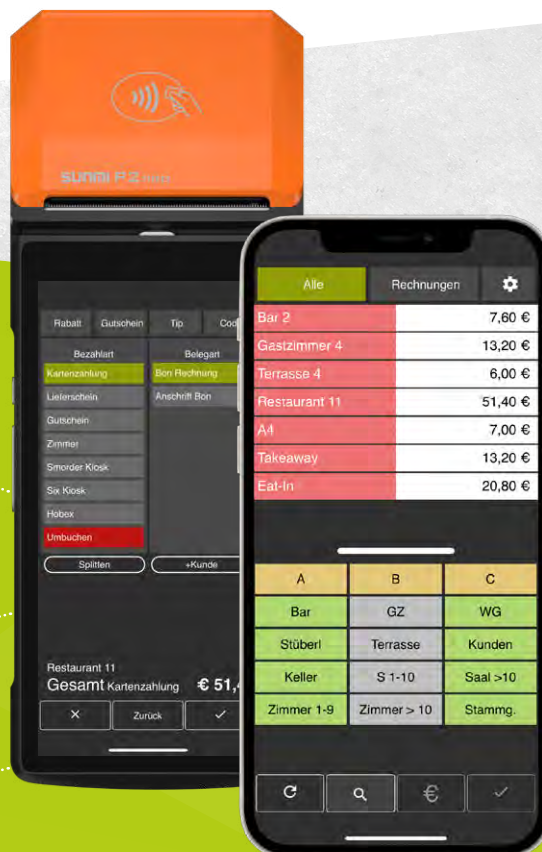 SUNMI P2 PRO
Rabatt Gutschein Tip
Bezahlart Belegart
Kartenzahlung Bon Rechnung
Lieferschein Anschrift Bon
Gutschein
Zimmer
Smorder Kiosk
Six Kiosk
Hobex
Umbuchen
Splitten +Kunde
Restaurant 11
Gesamt Kartenzahlung € 51,4
Zurück
Alle Rechnungen
Bar 2 7,60 €
Gastzimmer 4 13,20 €
Terrasse 4 6,00 €
Restaurant 11 51,40 €
A4 7,00 €
Takeaway 13,20 €
Eat-In 20,80 €
A B C
Bar GZ WG
Stüberl Terrasse Kunden
Keller S 1-10 Saal >10
Zimmer 1-9 Zimmer > 10 Stammg.
€